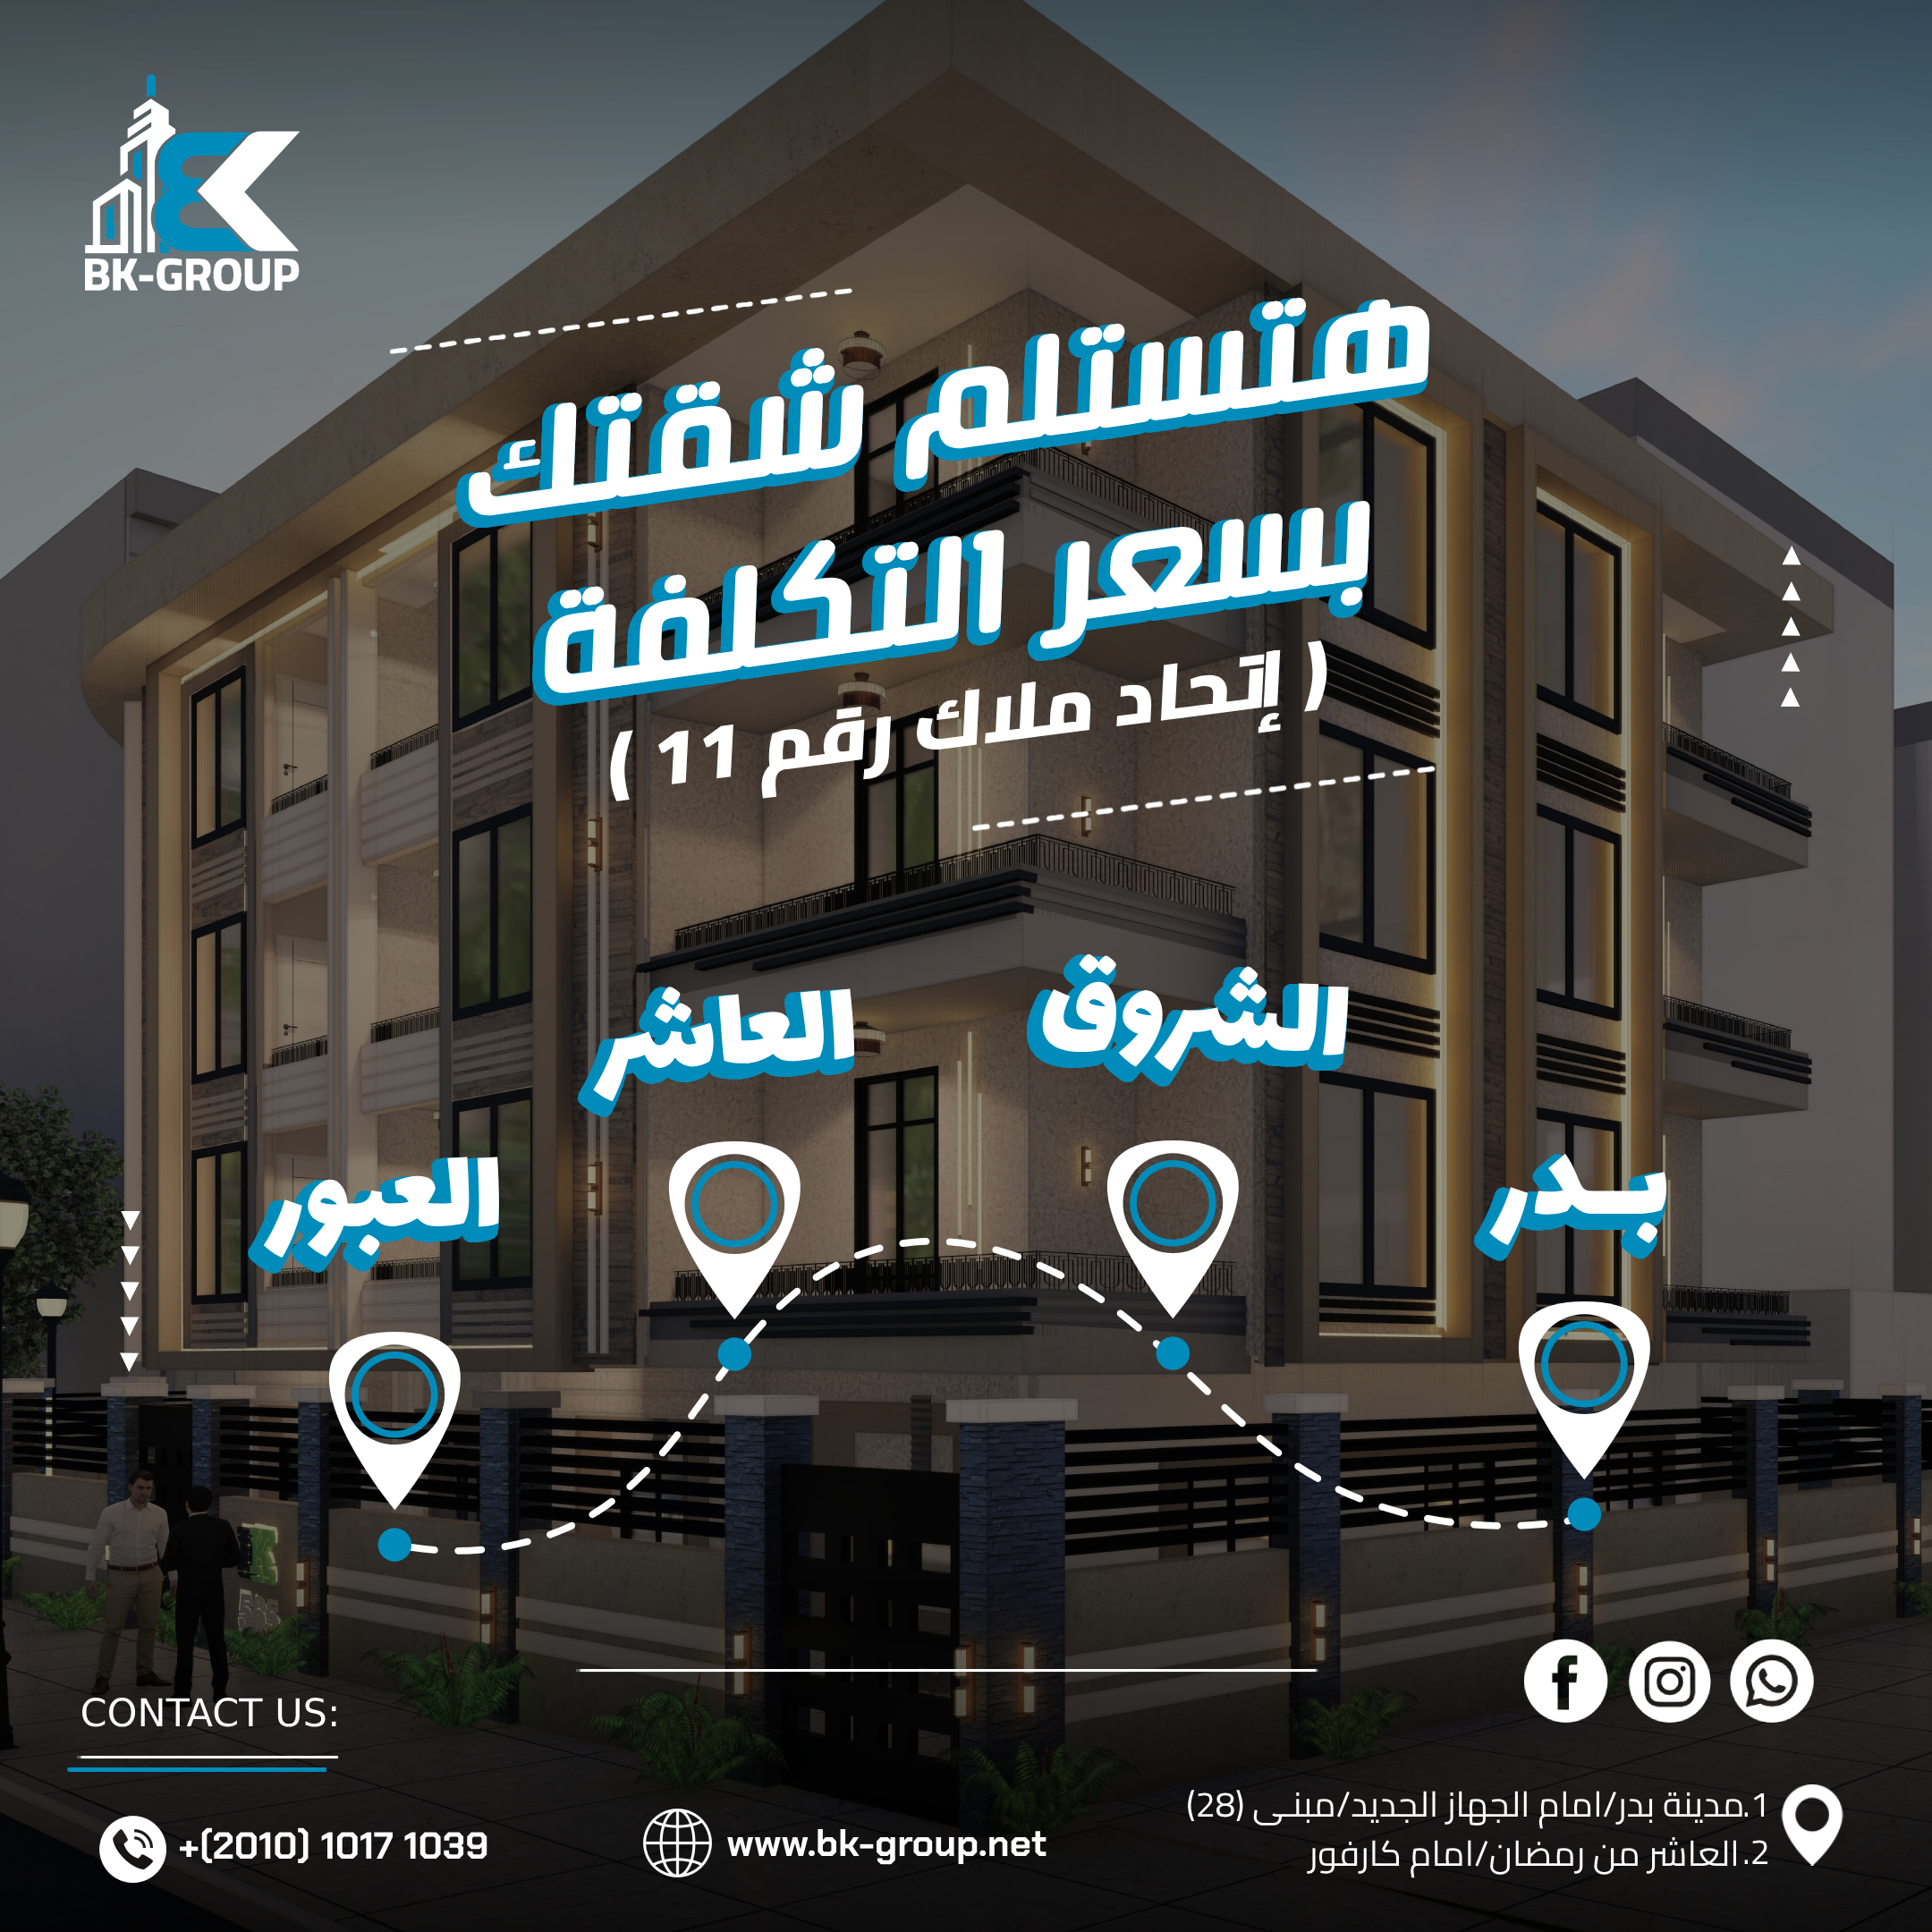 BK-GROUP
هتستلم شقتك
بسعر التكلفة
( إتحاد ملاك رقم 11 )
الشروق
العاشر
بدر
العبور
CONTACT US:
+(2010) 1017 1039
www.bk-group.net
1.مدينة بدر/امام الجهاز الجديد/مبنى (28)
2.العاشر من رمضان/امام كارفور